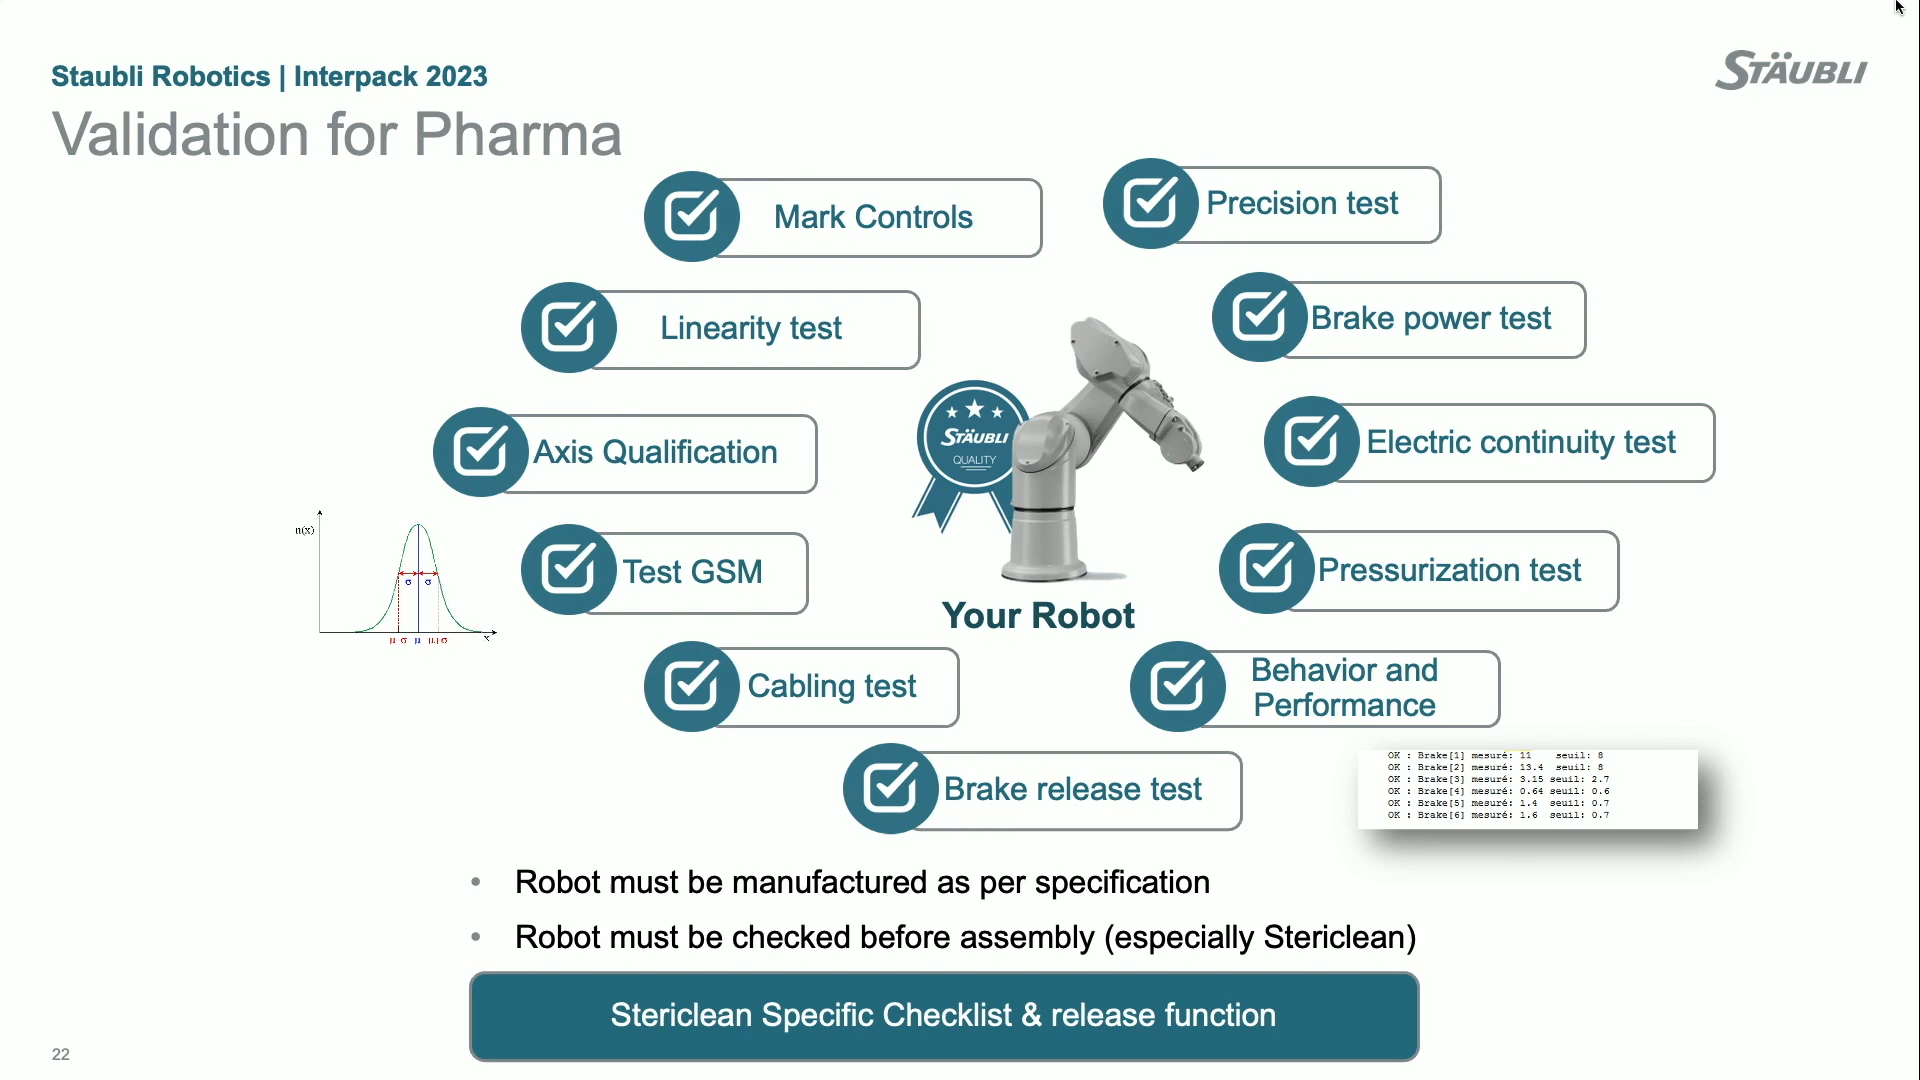 Staubli Robotics | Interpack 2023
STÄUBLI
Validation for Pharma
Mark Controls
Precision test
Linearity test
Brake power test
Axis Qualification
Electric continuity test
STÄUBLI
QUALITY
n(x)
σ σ
x
Test GSM
Pressurization test
Your Robot
Cabling test
Behavior and
Performance
Brake release test
OK : Brake[1] mesuré: 11 seuil: 8
OK : Brake[2] mesuré: 13.4 seuil: 8
OK : Brake[3] mesuré: 3.15 seuil: 2.7
OK : Brake[4] mesuré: 0.64 seuil: 0.6
OK : Brake[5] mesuré: 1.4 seuil: 0.7
OK : Brake[6] mesuré: 1.6 seuil: 0.7
• Robot must be manufactured as per specification
• Robot must be checked before assembly (especially Stericlean)
Stericlean Specific Checklist & release function
22